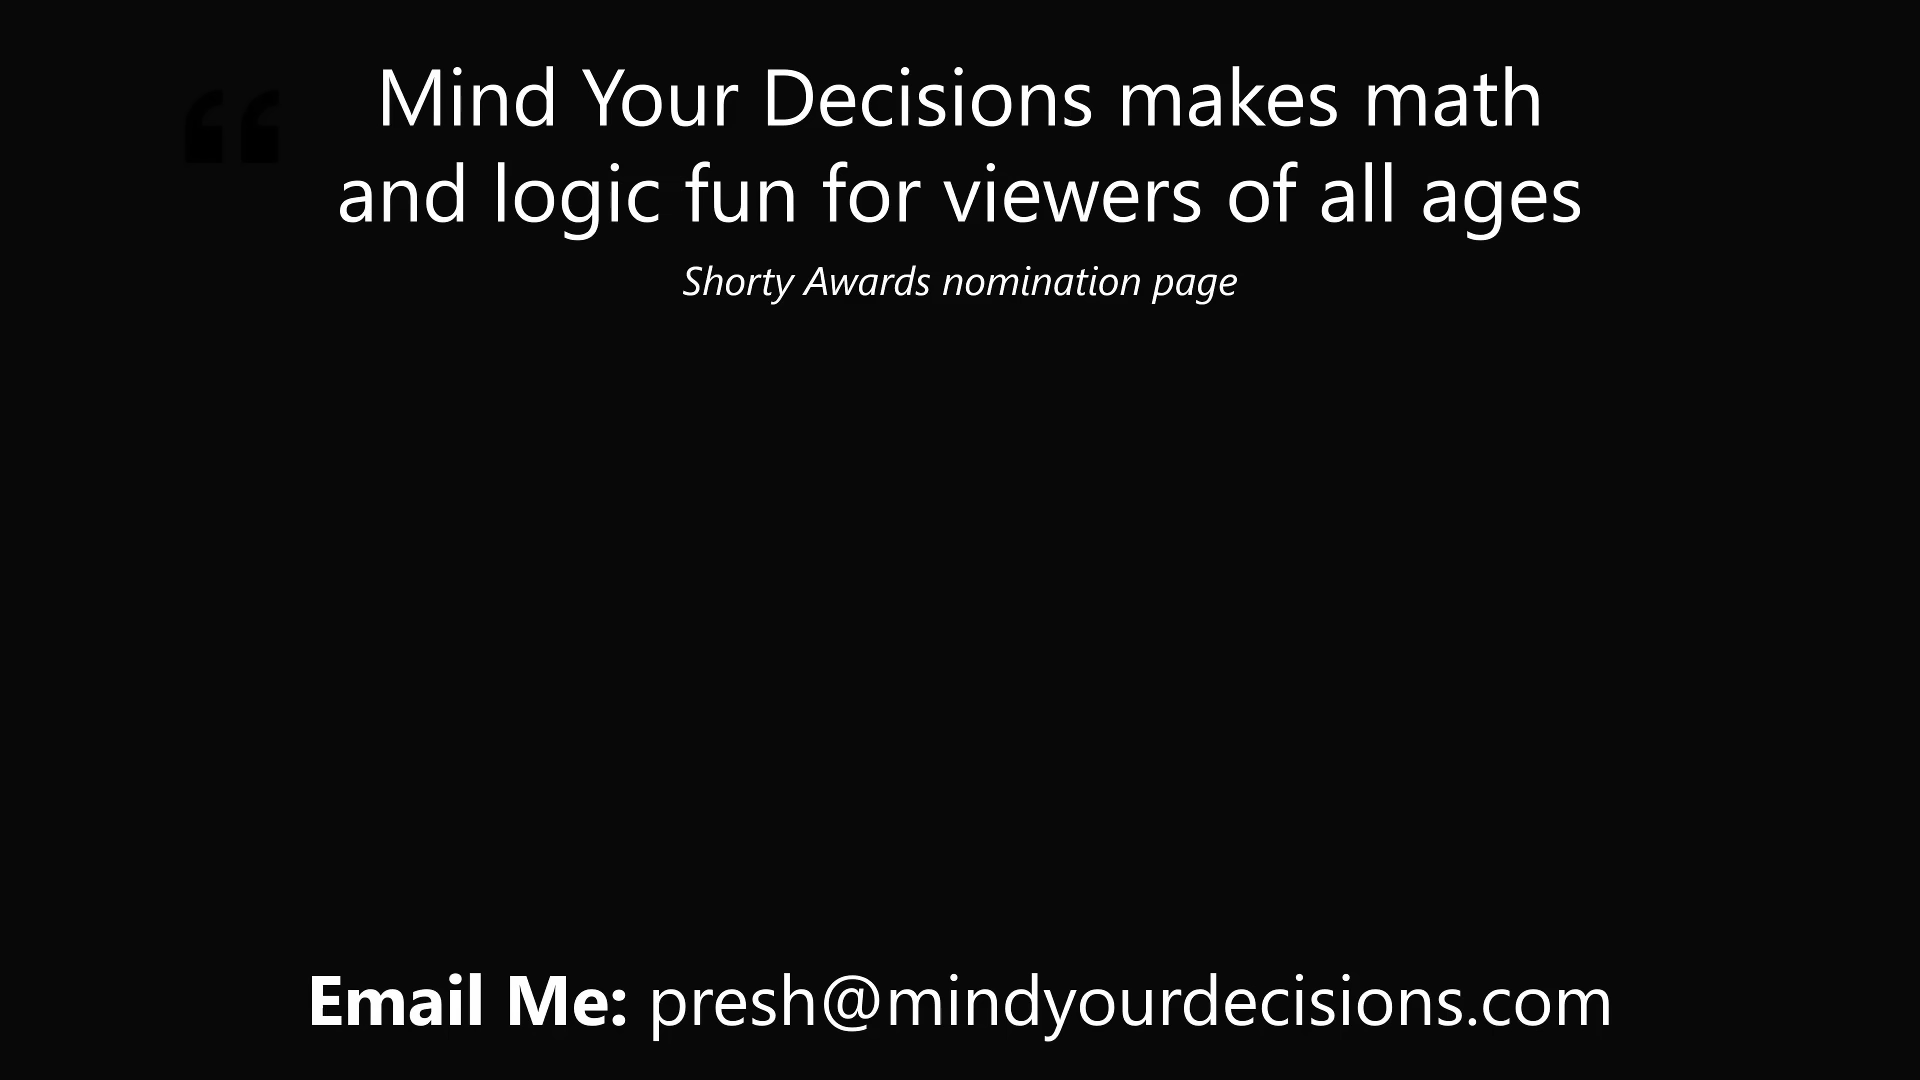 “
Mind Your Decisions makes math
and logic fun for viewers of all ages
Shorty Awards nomination page
Email Me: presh@mindyourdecisions.com